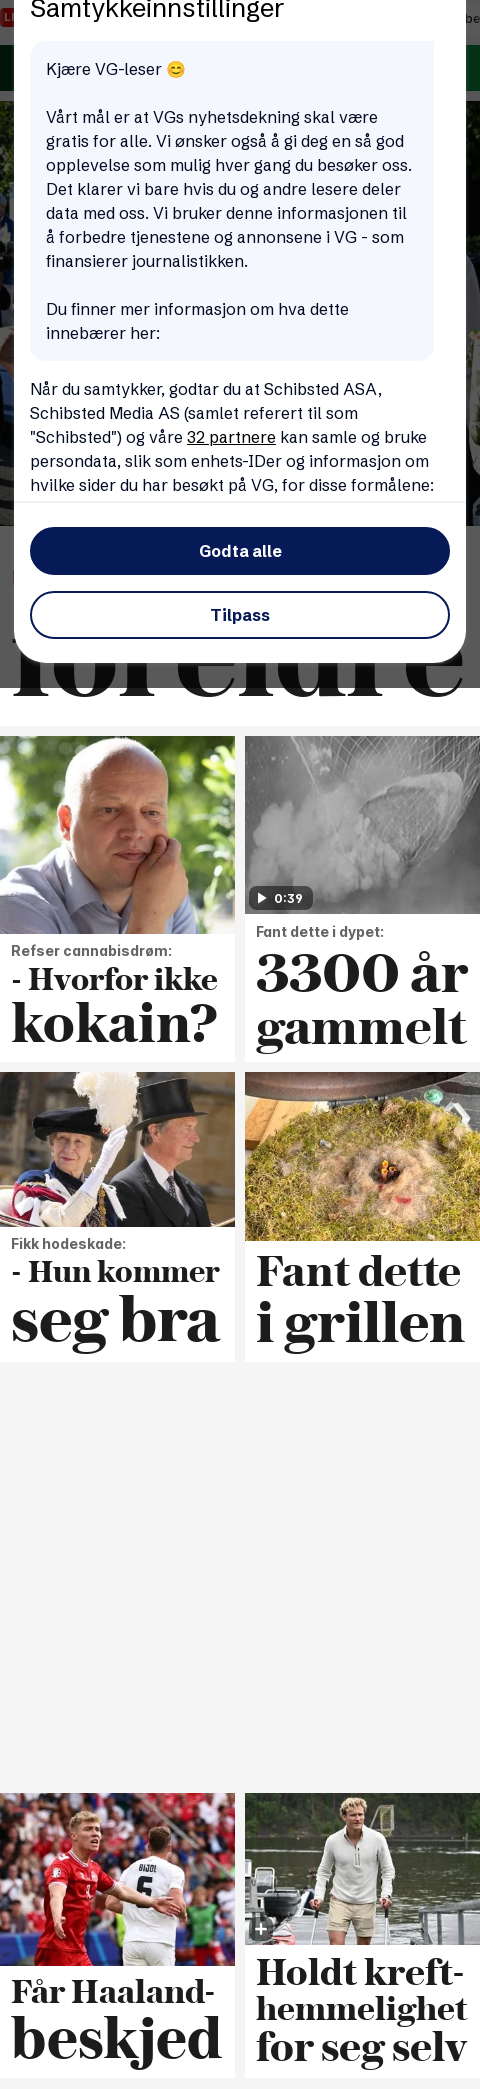 Samtykkeinnstillinger
Kjære VG-leser 😊
Vårt mål er at VGs nyhetsdekning skal være
gratis for alle. Vi ønsker også å gi deg en så god
opplevelse som mulig hver gang du besøker oss.
Det klarer vi bare hvis du og andre lesere deler
data med oss. Vi bruker denne informasjonen til
å forbedre tjenestene og annonsene i VG - som
finansierer journalistikken.
Du finner mer informasjon om hva dette
innebærer her:
Når du samtykker, godtar du at Schibsted ASA,
Schibsted Media AS (samlet referert til som
"Schibsted") og våre 32 partnere kan samle og bruke
persondata, slik som enhets-IDer og informasjon om
hvilke sider du har besøkt på VG, for disse formålene:
Godta alle
Tilpass
foreldre
0:39
Refser cannabisdrøm:
- Hvorfor ikke
kokain?
Fant dette i dypet:
3300 år
gammelt
Fikk hodeskade:
- Hun kommer
seg bra
Fant dette
i grillen
BIJOL
6
Får Haaland-
beskjed
Holdt kreft-
hemmelighet
for seg selv